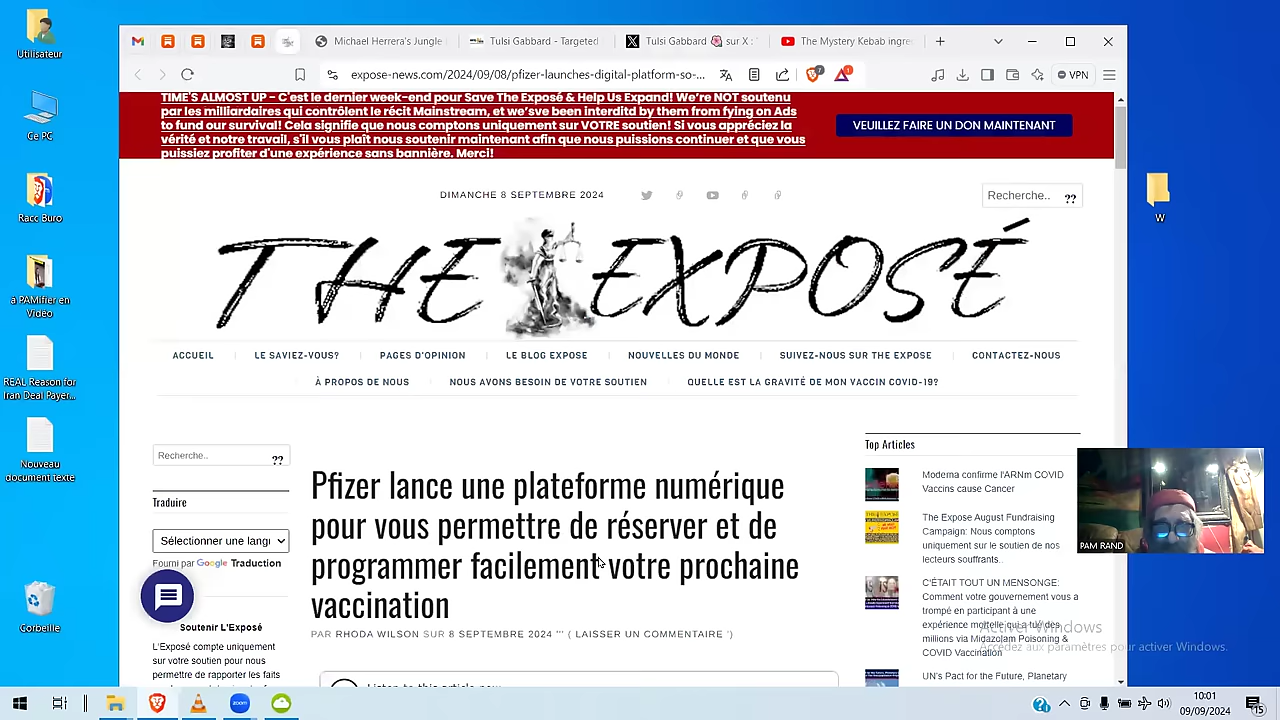 Utilisateur
Ce PC
Racc Buro
à PAMifier en
Vidéo
REAL Reason for
Iran Deal Payer...
Nouveau
document texte
Corbeille
W
Michael Herrera's Jungle
Tulsi Gabbard - Targeted
Tulsi Gabbard 🌺 sur X : "
The Mystery Kebab ingre
expose-news.com/2024/09/08/pfizer-launches-digital-platform-so-...
VPN
TIME'S ALMOST UP – C'est le dernier week-end pour Save The Exposé & Help Us Expand! We're NOT soutenu
par les milliardaires qui contrôlent le récit Mainstream, et we'sve been interditd by them from fying on Ads
to fund our survival! Cela signifie que nous comptons uniquement sur VOTRE soutien! Si vous appréciez la
vérité et notre travail, s'il vous plaît nous soutenir maintenant afin que nous puissions continuer et que vous
puissiez profiter d'une expérience sans bannière. Merci!
VEUILLEZ FAIRE UN DON MAINTENANT
DIMANCHE 8 SEPTEMBRE 2024
Recherche.. ??
THE EXPOSÉ
ACCUEIL
LE SAVIEZ-VOUS?
PAGES D'OPINION
LE BLOG EXPOSE
NOUVELLES DU MONDE
SUIVEZ-NOUS SUR THE EXPOSE
CONTACTEZ-NOUS
À PROPOS DE NOUS
NOUS AVONS BESOIN DE VOTRE SOUTIEN
QUELLE EST LA GRAVITÉ DE MON VACCIN COVID-19?
Recherche.. ??
Traduire
Sélectionner une langu
Fourni par Google Traduction
Soutenir L'Exposé
L'Exposé compte uniquement
sur votre soutien pour nous
permettre de rapporter les faits
Pfizer lance une plateforme numérique
pour vous permettre de réserver et de
programmer facilement votre prochaine
vaccination
PAR RHODA WILSON SUR 8 SEPTEMBRE 2024 ''' ( LAISSER UN COMMENTAIRE ')
Listen to this article now
Top Articles
Moderna confirme l'ARNm COVID
Vaccins cause Cancer
The Expose August Fundraising
Campaign: Nous comptons
uniquement sur le soutien de nos
lecteurs souffrants..
C'ÉTAIT TOUT UN MENSONGE:
Comment votre gouvernement vous a
trompé en participant à une
expérience mortelle qui a tué des
millions via Midazolam Poisoning &
COVID Vaccination
UN's Pact for the Future, Planetary
PAM RAND
Activer Windows
Accédez aux paramètres pour activer Windows.
zoom
10:01
09/09/2024
15